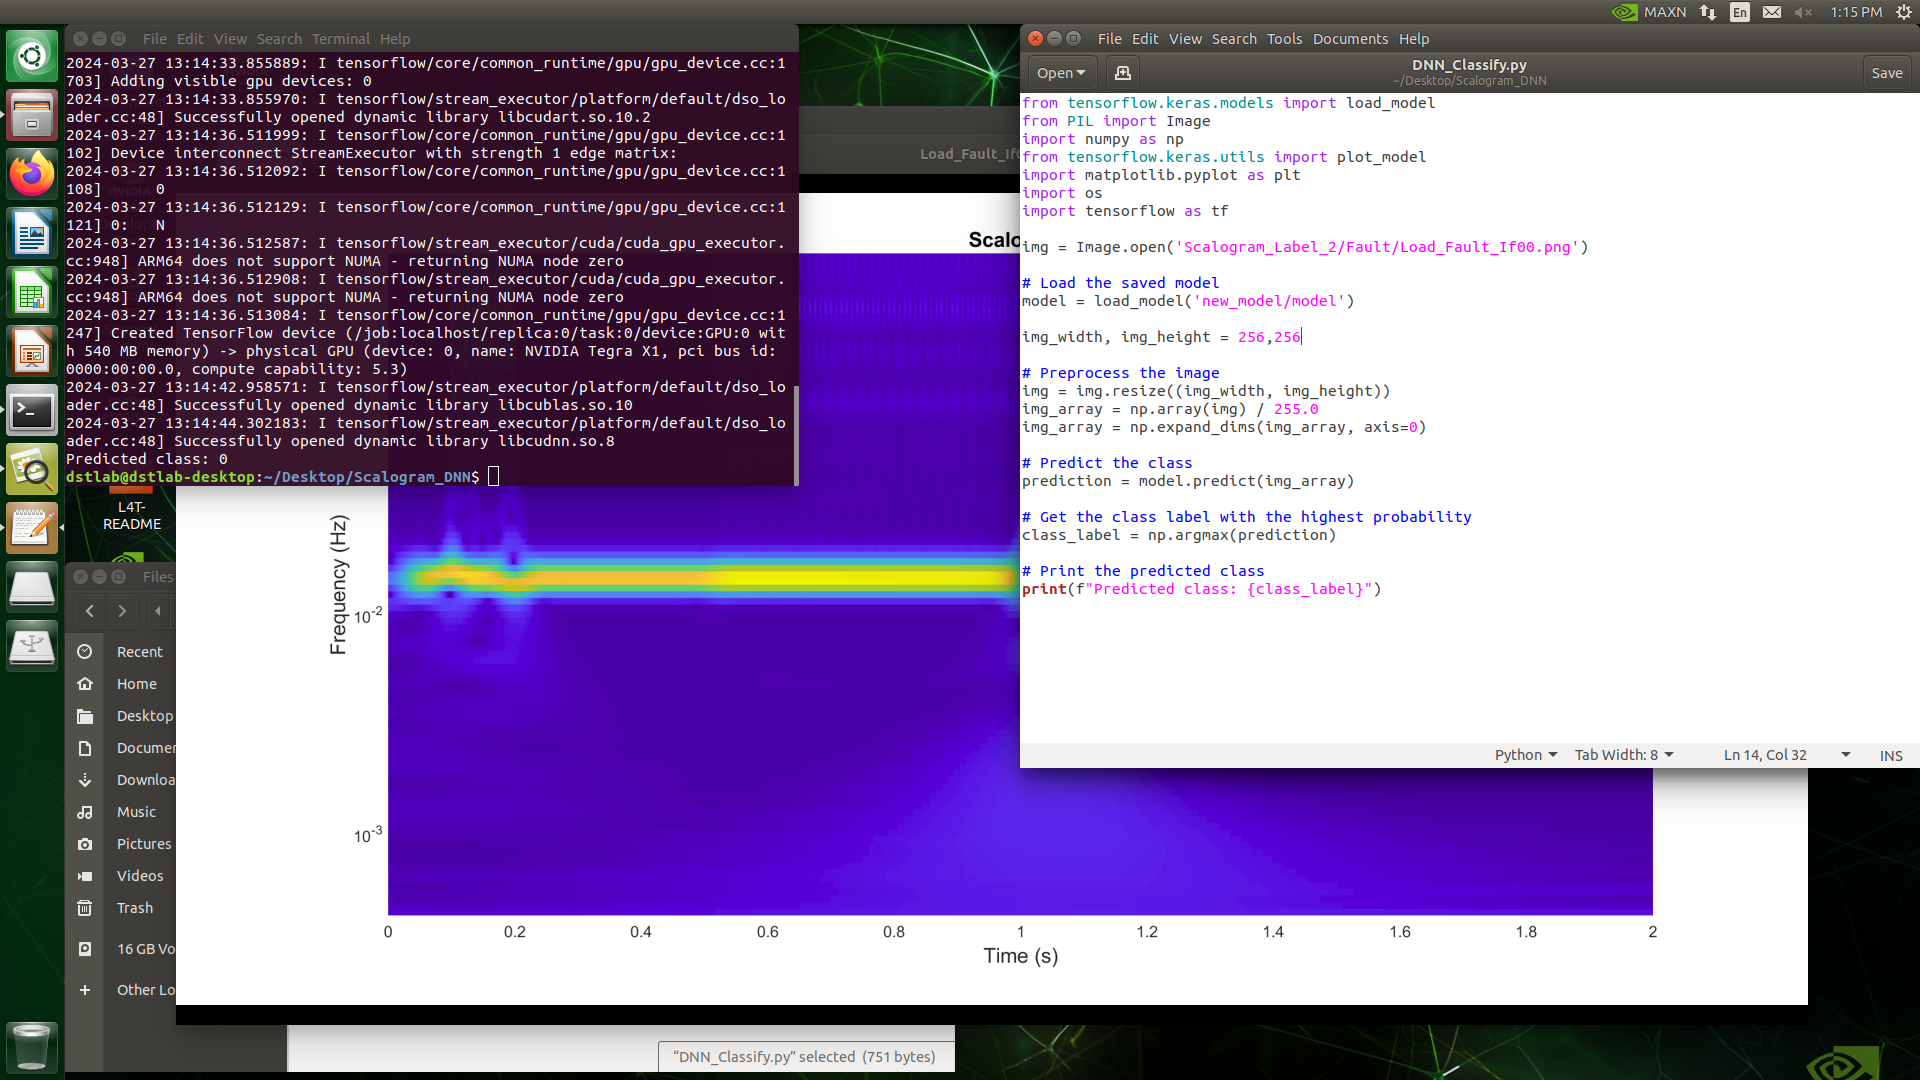 MAXN
En
1:15 PM
File Edit View Search Terminal Help
2024-03-27 13:14:33.855889: I tensorflow/core/common_runtime/gpu/gpu_device.cc:1
703] Adding visible gpu devices: 0
2024-03-27 13:14:33.855970: I tensorflow/stream_executor/platform/default/dso_lo
ader.cc:48] Successfully opened dynamic library libcudart.so.10.2
2024-03-27 13:14:36.511999: I tensorflow/core/common_runtime/gpu/gpu_device.cc:1
102] Device interconnect StreamExecutor with strength 1 edge matrix:
2024-03-27 13:14:36.512092: I tensorflow/core/common_runtime/gpu/gpu_device.cc:1
108]      0
2024-03-27 13:14:36.512129: I tensorflow/core/common_runtime/gpu/gpu_device.cc:1
121] 0:   N
2024-03-27 13:14:36.512587: I tensorflow/stream_executor/cuda/cuda_gpu_executor.
cc:948] ARM64 does not support NUMA - returning NUMA node zero
2024-03-27 13:14:36.512908: I tensorflow/stream_executor/cuda/cuda_gpu_executor.
cc:948] ARM64 does not support NUMA - returning NUMA node zero
2024-03-27 13:14:36.513084: I tensorflow/core/common_runtime/gpu/gpu_device.cc:1
247] Created TensorFlow device (/job:localhost/replica:0/task:0/device:GPU:0 wit
h 540 MB memory) -> physical GPU (device: 0, name: NVIDIA Tegra X1, pci bus id:
0000:00:00.0, compute capability: 5.3)
2024-03-27 13:14:42.958571: I tensorflow/stream_executor/platform/default/dso_lo
ader.cc:48] Successfully opened dynamic library libcublas.so.10
2024-03-27 13:14:44.302183: I tensorflow/stream_executor/platform/default/dso_lo
ader.cc:48] Successfully opened dynamic library libcudnn.so.8
Predicted class: 0
dstlab@dstlab-desktop:~/Desktop/Scalogram_DNN$
File Edit View Search Tools Documents Help
Open
DNN_Classify.py
~/Desktop/Scalogram_DNN
Save
from tensorflow.keras.models import load_model
from PIL import Image
import numpy as np
from tensorflow.keras.utils import plot_model
import matplotlib.pyplot as plt
import os
import tensorflow as tf
img = Image.open('Scalogram_Label_2/Fault/Load_Fault_If00.png')
# Load the saved model
model = load_model('new_model/model')
img_width, img_height = 256,256
# Preprocess the image
img = img.resize((img_width, img_height))
img_array = np.array(img) / 255.0
img_array = np.expand_dims(img_array, axis=0)
# Predict the class
prediction = model.predict(img_array)
# Get the class label with the highest probability
class_label = np.argmax(prediction)
# Print the predicted class
print(f"Predicted class: {class_label}")
Python
Tab Width: 8
Ln 14, Col 32
INS
Load_Fault_If0
Scalo
L4T-
README
Files
Recent
Home
Desktop
Documen
Downloa
Music
Pictures
Videos
Trash
16 GB Vo
Other Lo
Frequency (Hz)
10-2
10-3
0 0.2 0.4 0.6 0.8 1 1.2 1.4 1.6 1.8 2
Time (s)
"DNN_Classify.py" selected (751 bytes)